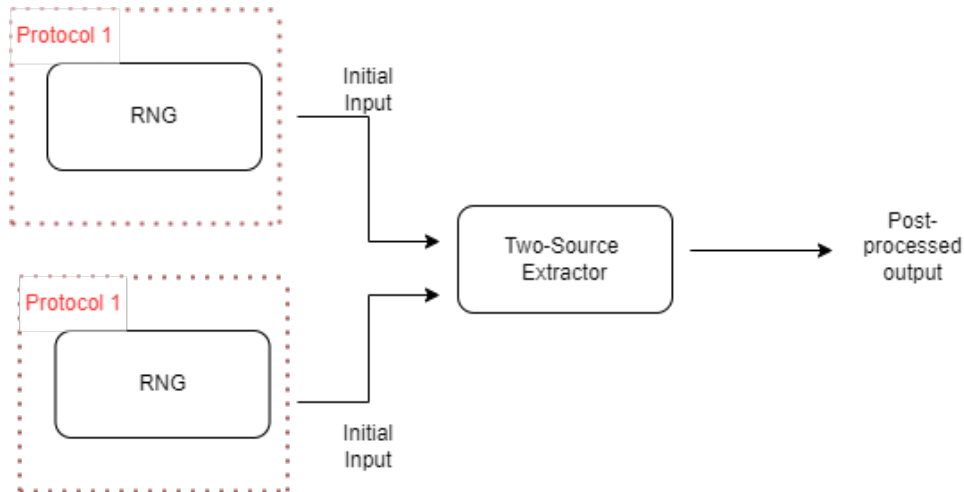 Protocol 1
RNG
Initial
Input
Two-Source
Extractor
Post-
processed
output
Protocol 1
RNG
Initial
Input